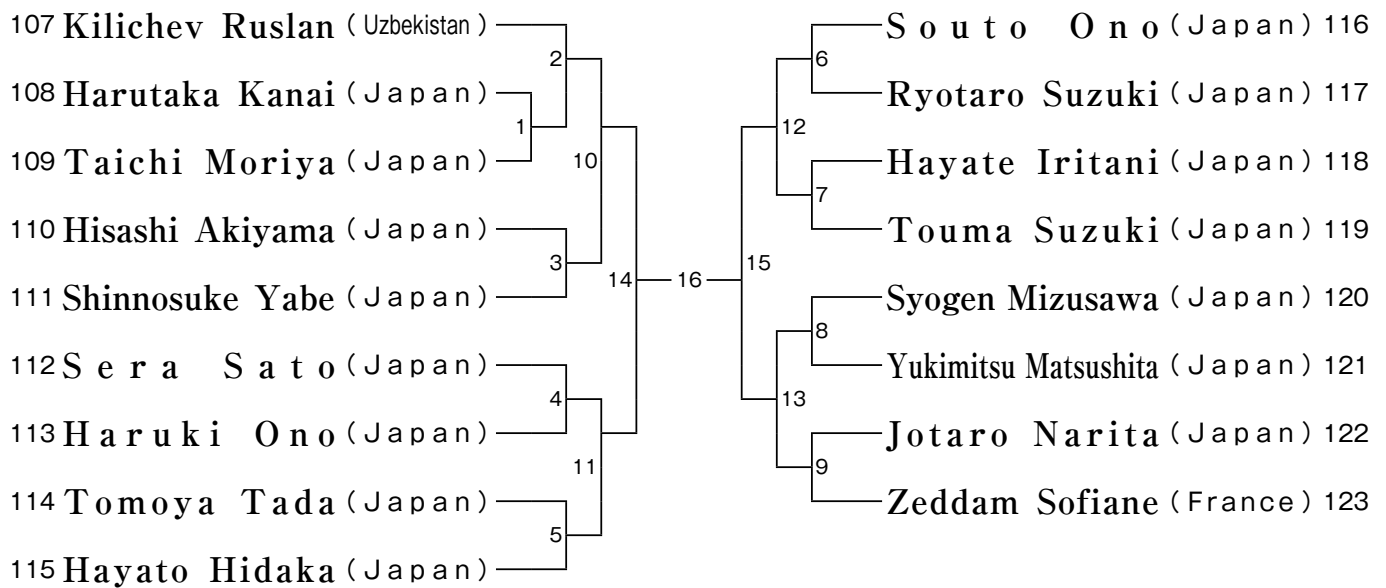 107 Kilichev Ruslan (Uzbekistan)
108 Harutaka Kanai (Japan)
109 Taichi Moriya (Japan)
110 Hisashi Akiyama (Japan)
111 Shinnosuke Yabe (Japan)
112 Sera Sato (Japan)
113 Haruki Ono (Japan)
114 Tomoya Tada (Japan)
115 Hayato Hidaka (Japan)
2
1
10
3
14
4
11
5
16
Souto Ono (Japan) 116
Ryotaro Suzuki (Japan) 117
Hayate Iritani (Japan) 118
Touma Suzuki (Japan) 119
Syogen Mizusawa (Japan) 120
Yukimitsu Matsushita (Japan) 121
Jotaro Narita (Japan) 122
Zeddam Sofiane (France) 123
6
12
7
15
8
13
9